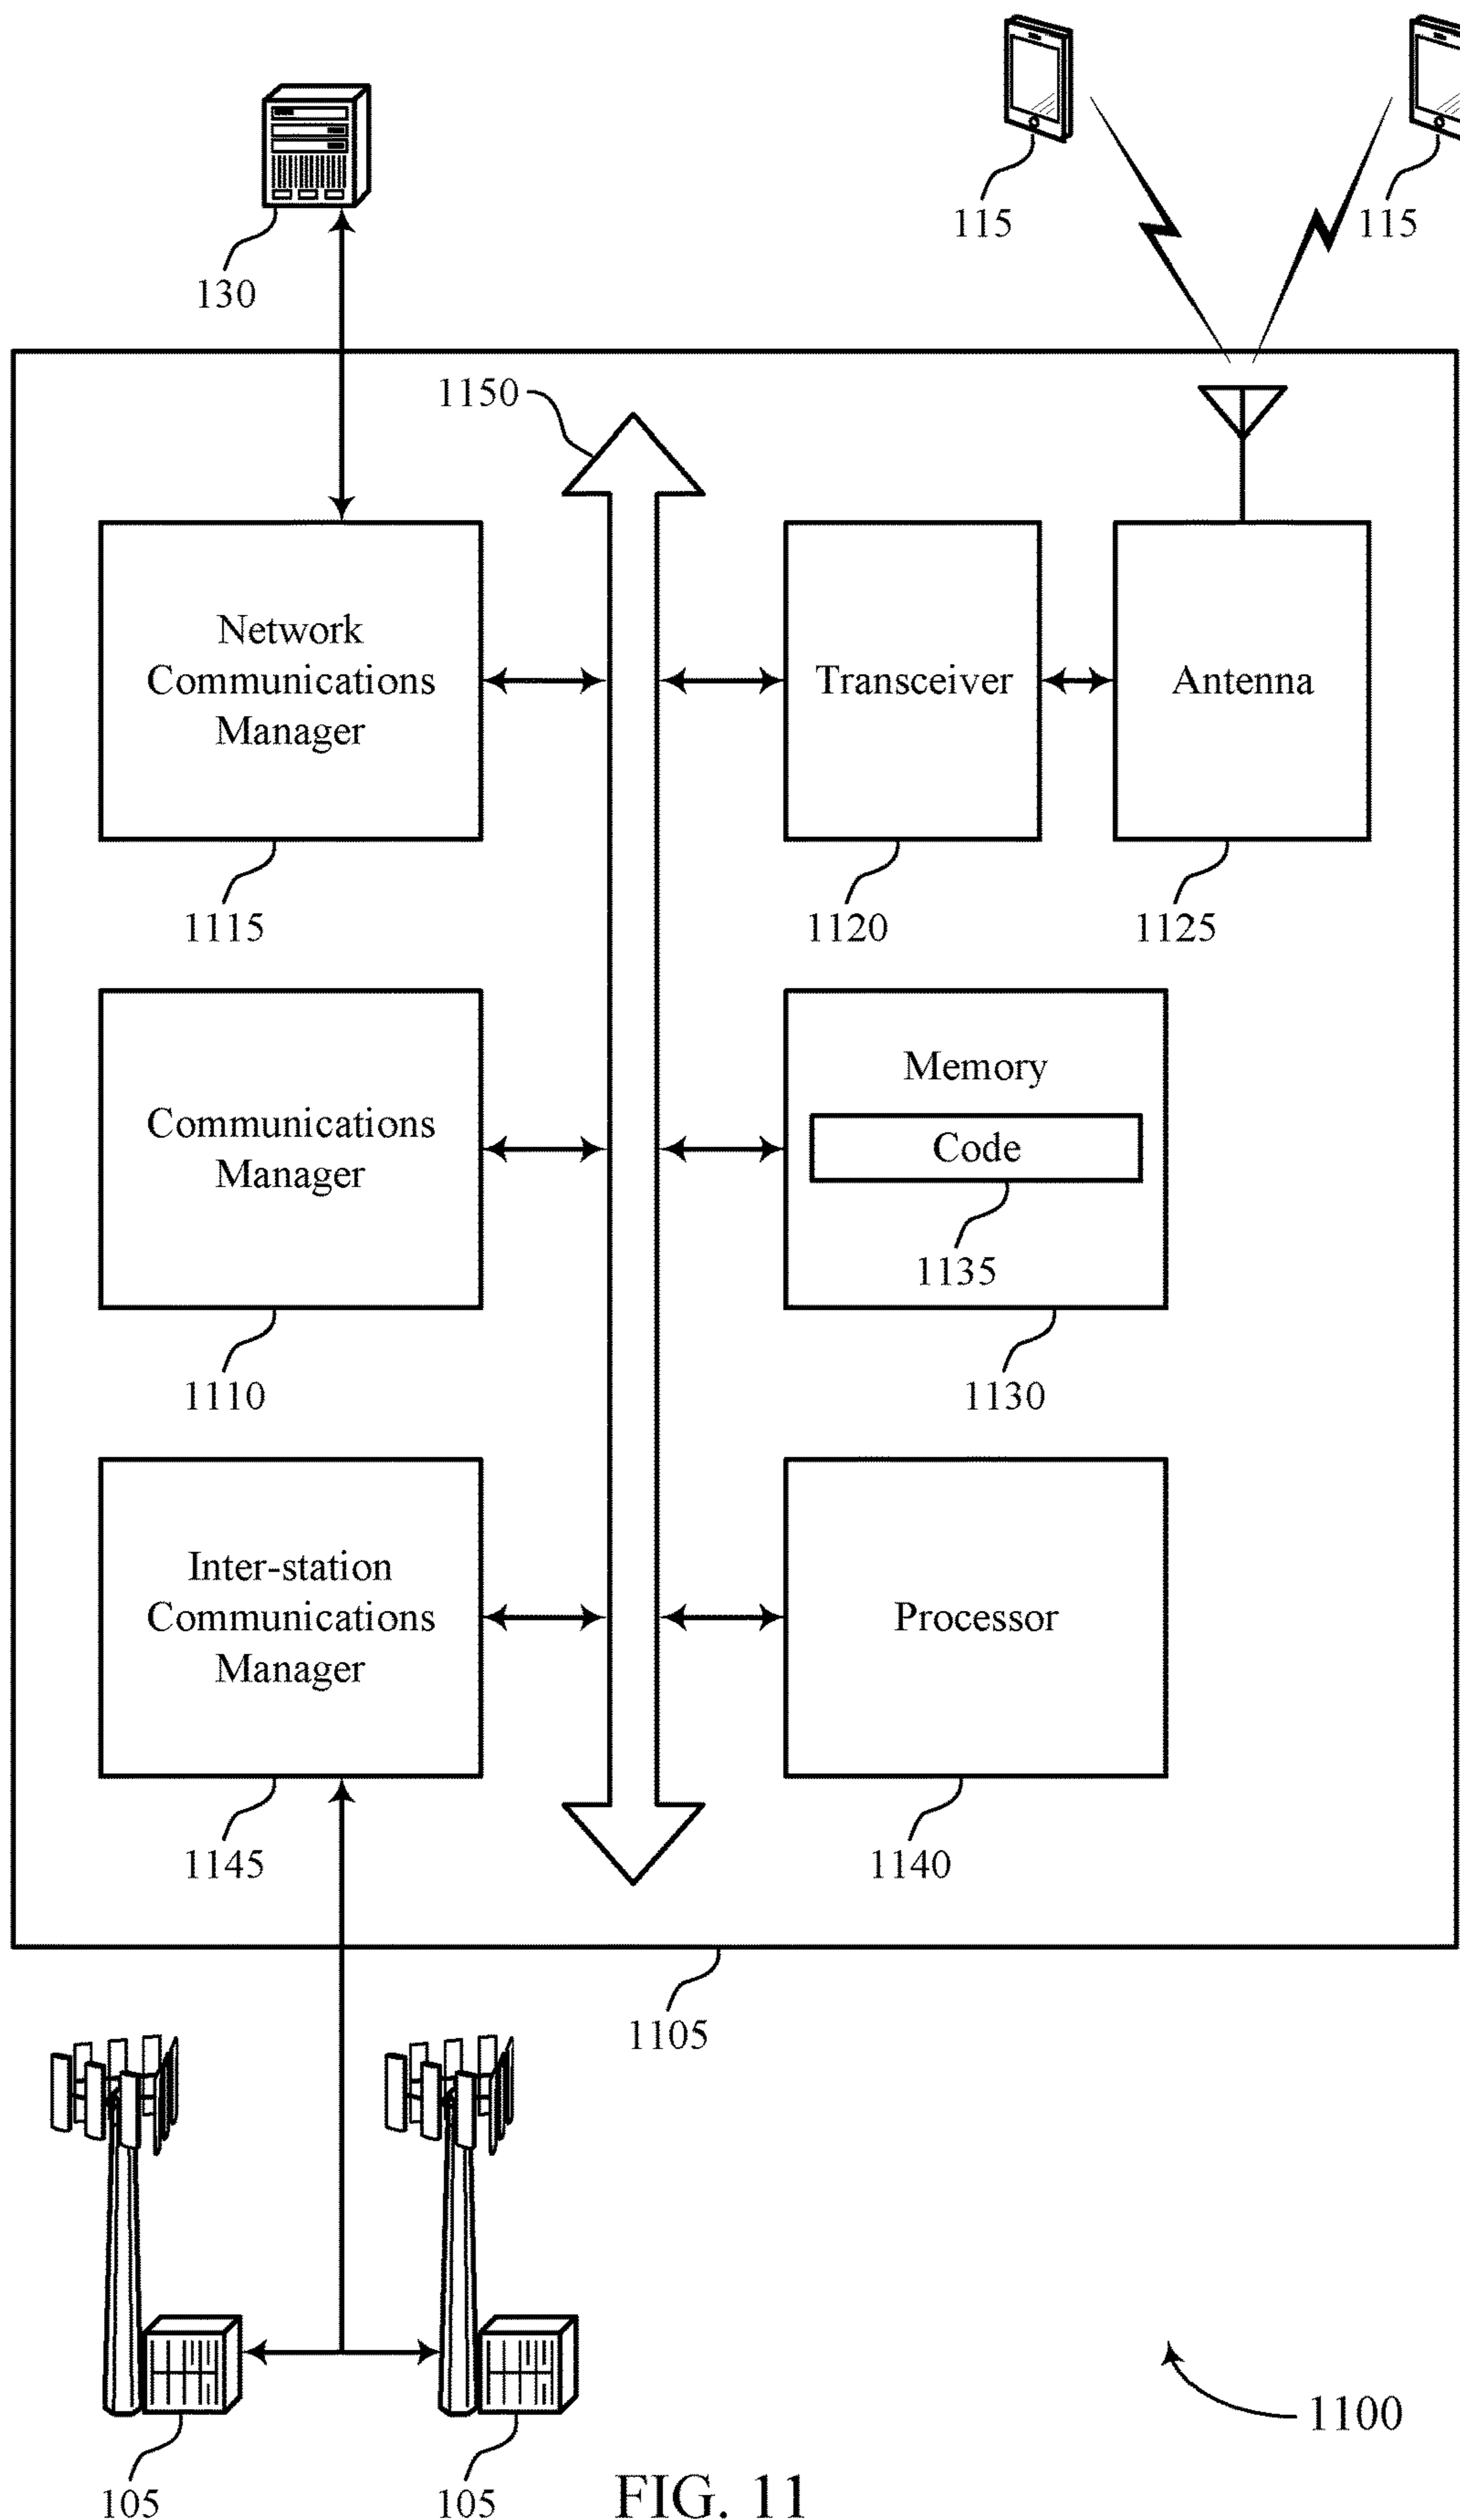 115
115
130
1150
Network
Communications
Manager
Transceiver
Antenna
1115
1120
1125
Communications
Manager
Memory
Code
1135
1110
1130
Inter-station
Communications
Manager
Processor
1145
1140
1105
105
105
1100
FIG. 11